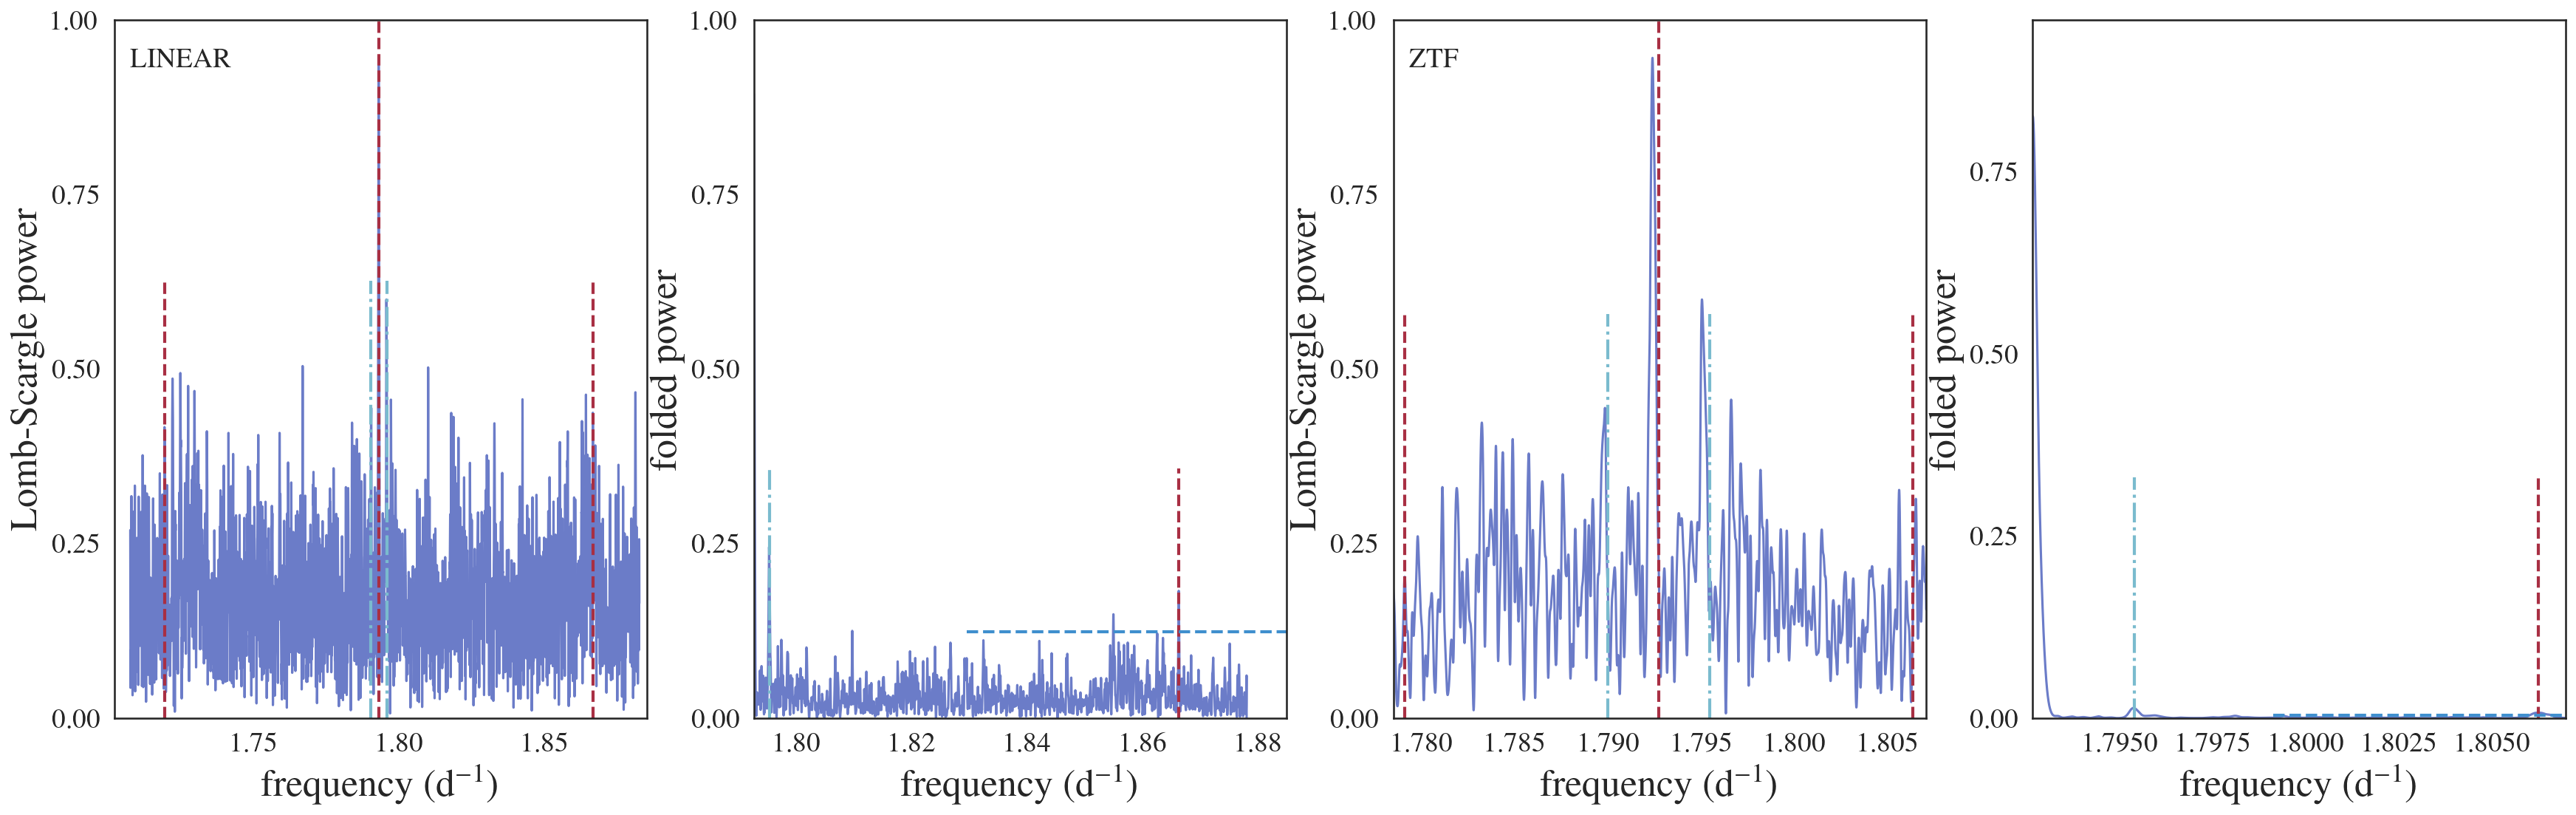 LINEAR
Lomb-Scargle power
1.00
0.75
0.50
0.25
0.00
1.75 1.80 1.85
frequency (d⁻¹)
folded power
1.00
0.75
0.50
0.25
0.00
1.80 1.82 1.84 1.86 1.88
frequency (d⁻¹)
ZTF
Lomb-Scargle power
1.00
0.75
0.50
0.25
0.00
1.780 1.785 1.790 1.795 1.800 1.805
frequency (d⁻¹)
folded power
0.75
0.50
0.25
0.00
1.7950 1.7975 1.8000 1.8025 1.8050
frequency (d⁻¹)